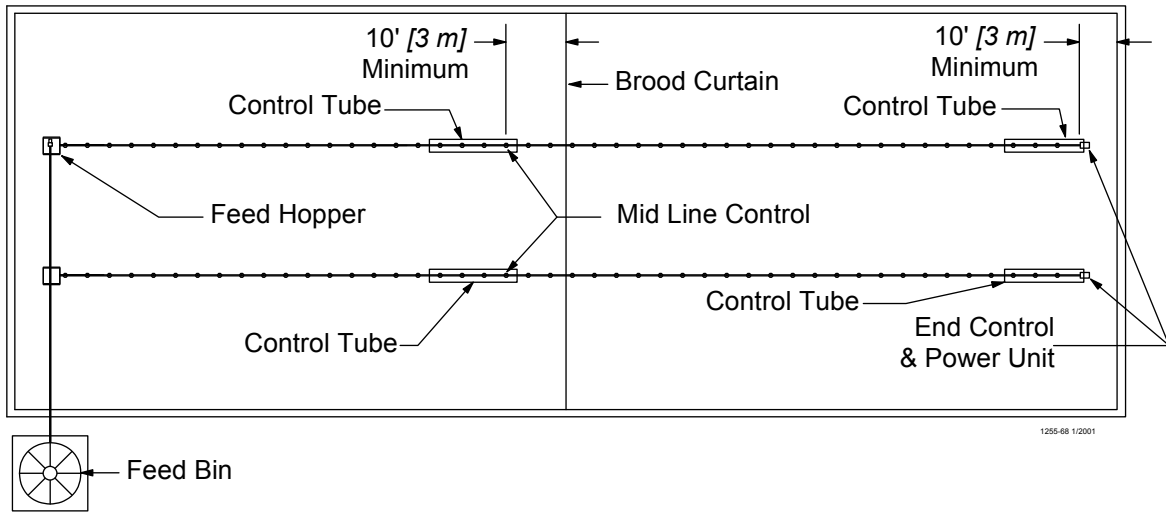 10' [3 m]
Minimum
10' [3 m]
Minimum
Brood Curtain
Control Tube
Control Tube
Feed Hopper
Mid Line Control
Control Tube
Control Tube
End Control
& Power Unit
1255-68 1/2001
Feed Bin